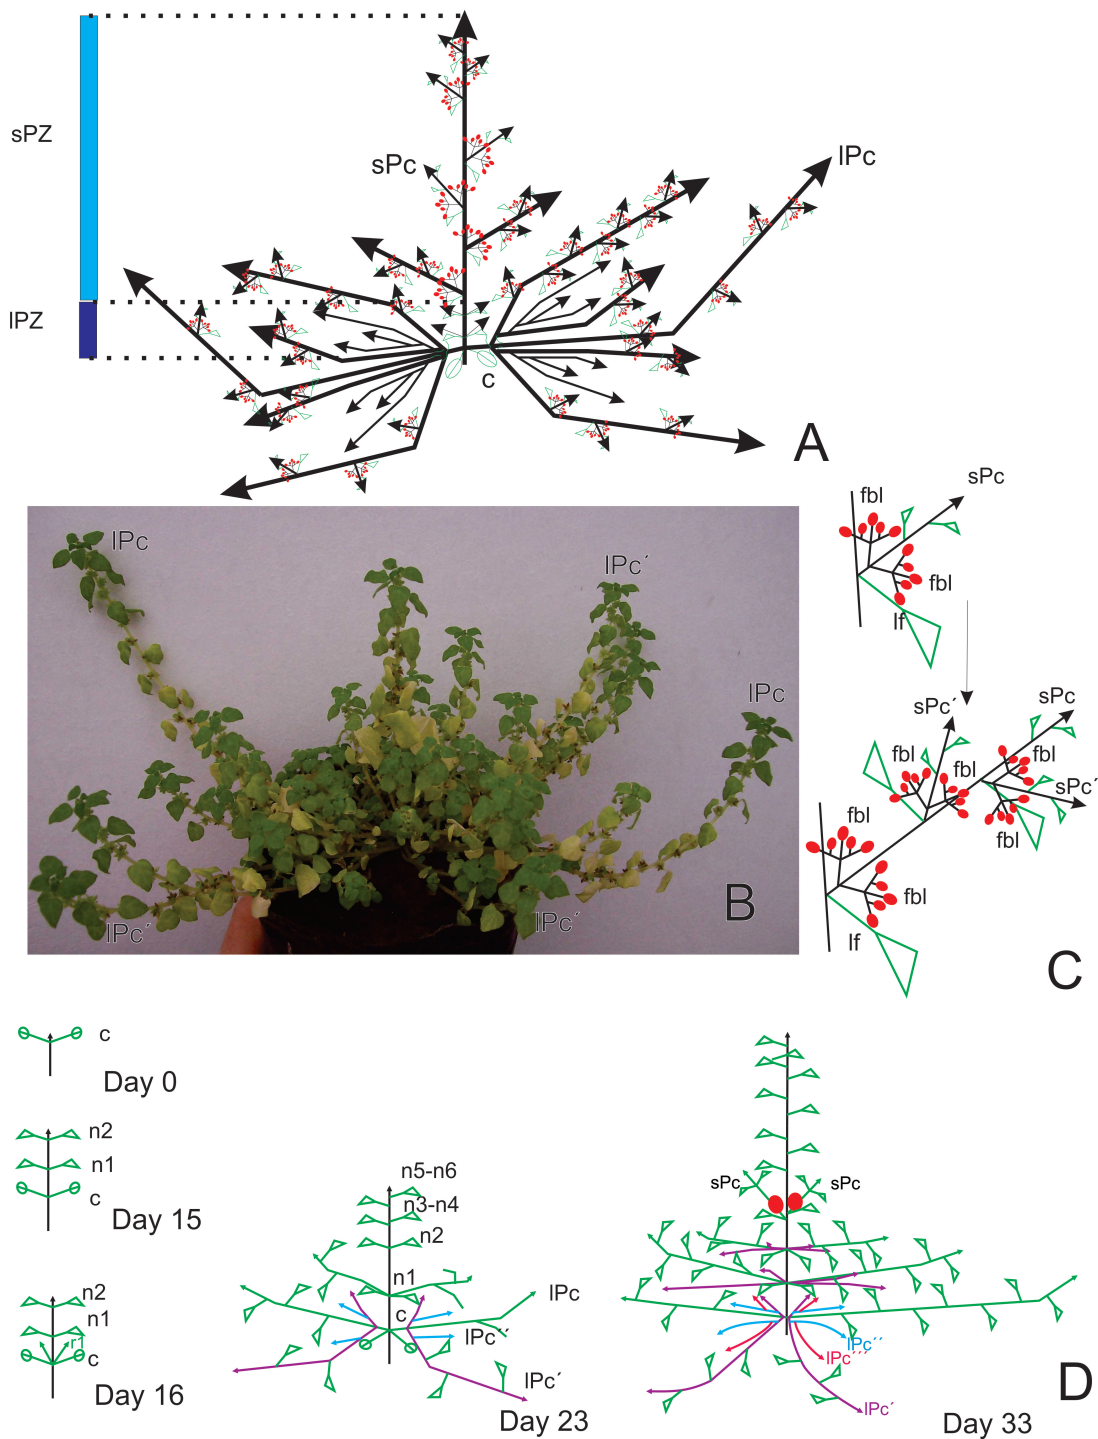 sPZ
lPZ
sPc
lPc
c
A
lPc
lPc´
lPc
lPc´
lPc´
B
sPc
fbl
fbl
lf
sPc´
sPc
fbl
fbl
fbl
sPc´
fbl
fbl
fbl
lf
C
c
Day 0
n2
n1
c
Day 15
n2
n1
r1
c
Day 16
n5-n6
n3-n4
n2
n1
c
lPc
lPc´´
lPc´
Day 23
sPc
sPc
lPc´´
lPc´´´
lPc´
Day 33
D